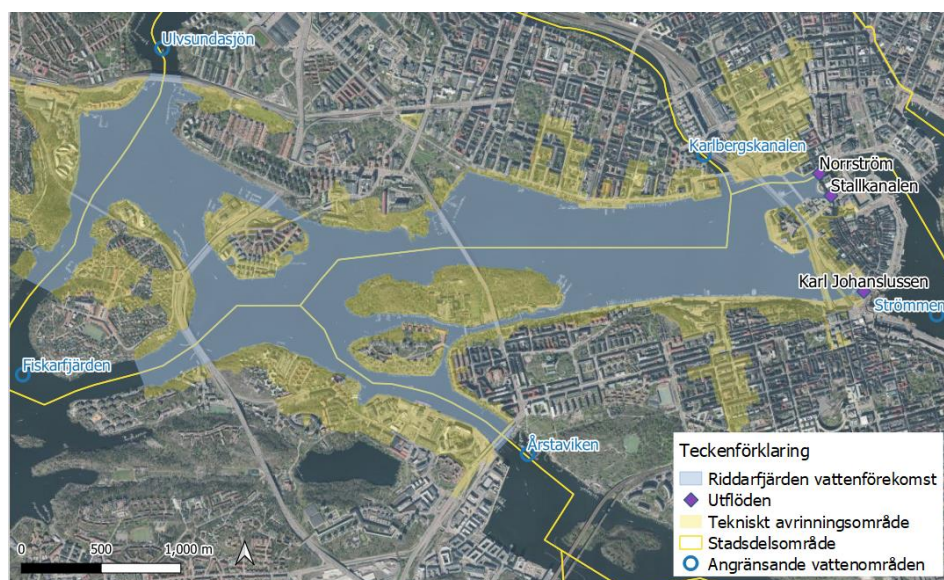 Ulvsundasjön
Karlbergskanalen
Norrström
Stallkanalen
Karl Johanslussen
Strömmen
Fiskarfjärden
Årstaviken
0 500 1,000 m
Teckenförklaring
Riddarfjärden vattenförekomst
Utflöden
Tekniskt avrinningsområde
Stadsdelsområde
Angränsande vattenområden